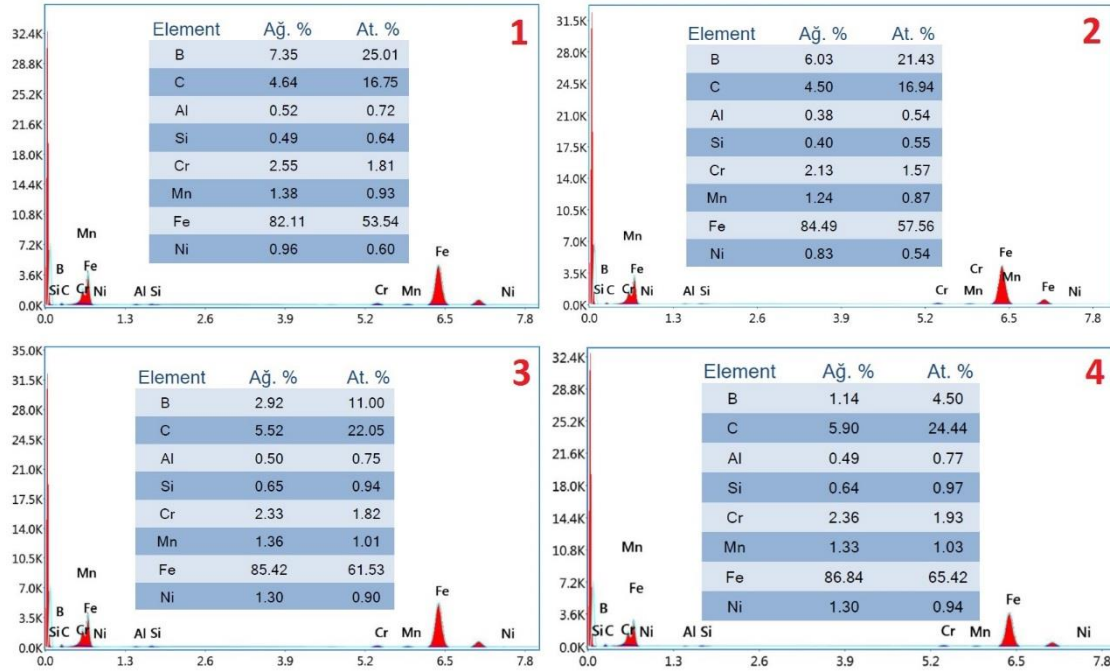 1
Element Ağ. % At. %
B 7.35 25.01
C 4.64 16.75
Al 0.52 0.72
Si 0.49 0.64
Cr 2.55 1.81
Mn 1.38 0.93
Fe 82.11 53.54
Ni 0.96 0.60
32.4K
28.8K
25.2K
21.6K
18.0K
14.4K
10.8K
7.2K
3.6K
0.0K
Mn
B Fe Fe
Si C Cr Ni Al Si Cr Mn Ni
0.0 1.3 2.6 3.9 5.2 6.5 7.8
2
Element Ağ. % At. %
B 6.03 21.43
C 4.50 16.94
Al 0.38 0.54
Si 0.40 0.55
Cr 2.13 1.57
Mn 1.24 0.87
Fe 84.49 57.56
Ni 0.83 0.54
31.5K
28.0K
24.5K
21.0K
17.5K
14.0K
10.5K
7.0K
3.5K
0.0K
Mn Fe
B Fe Cr Mn
Si C Cr Ni Al Si Cr Mn Fe Ni
0.0 1.3 2.6 3.9 5.2 6.5 7.8
3
Element Ağ. % At. %
B 2.92 11.00
C 5.52 22.05
Al 0.50 0.75
Si 0.65 0.94
Cr 2.33 1.82
Mn 1.36 1.01
Fe 85.42 61.53
Ni 1.30 0.90
35.0K
31.5K
28.0K
24.5K
21.0K
17.5K
14.0K
10.5K
7.0K
3.5K
0.0K
Mn
B Fe Fe
Si C Cr Ni Al Si Cr Mn Ni
0.0 1.3 2.6 3.9 5.2 6.5 7.8
4
Element Ağ. % At. %
B 1.14 4.50
C 5.90 24.44
Al 0.49 0.77
Si 0.64 0.97
Cr 2.36 1.93
Mn 1.33 1.03
Fe 86.84 65.42
Ni 1.30 0.94
32.4K
28.8K
25.2K
21.6K
18.0K
14.4K
10.8K
7.2K
3.6K
0.0K
Mn
Fe
B Fe
Si C Cr Ni Al Si Cr Mn Ni
0.0 1.3 2.6 3.9 5.2 6.5 7.8